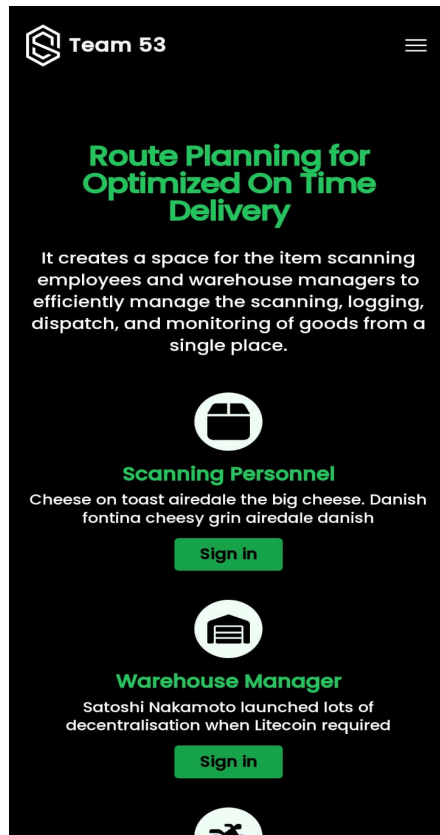 Team 53
Route Planning for
Optimized On Time
Delivery
It creates a space for the item scanning
employees and warehouse managers to
efficiently manage the scanning, logging,
dispatch, and monitoring of goods from a
single place.
Scanning Personnel
Cheese on toast airedale the big cheese. Danish
fontina cheesy grin airedale danish
Sign in
Warehouse Manager
Satoshi Nakamoto launched lots of
decentralisation when Litecoin required
Sign in